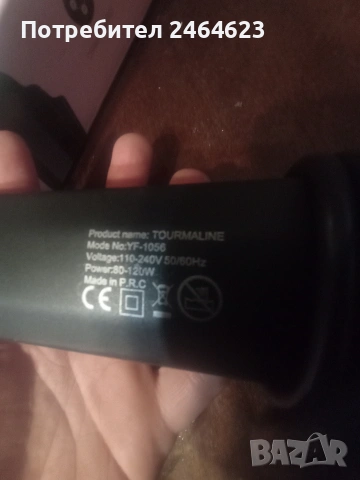 Потребител 2464623
Product name: TOURMALINE
Mode No:YF-1056
Voltage:110-240V 50/60Hz
Power:80-120W
Made in P.R.C
CE
BAZAR